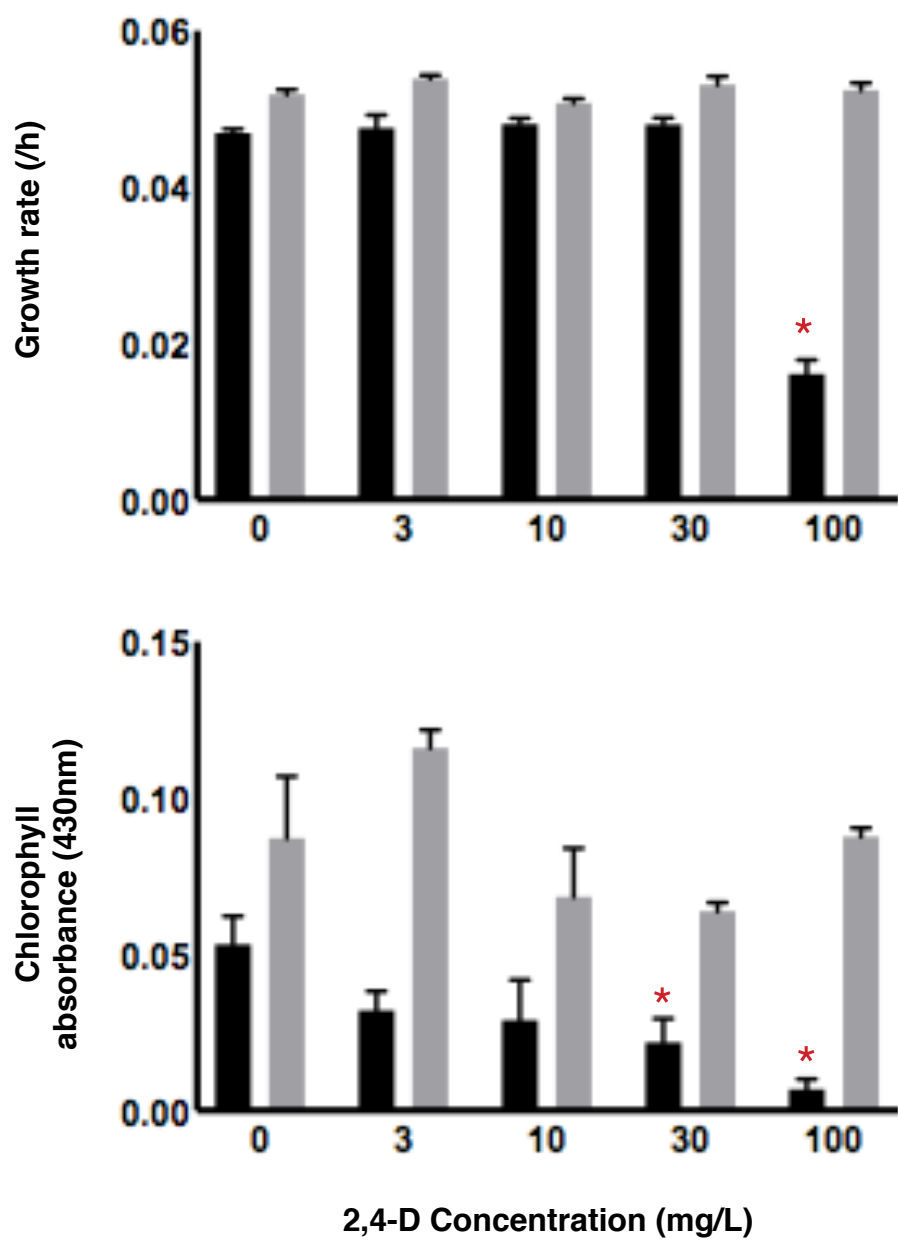 0.06
0.04
0.02
0.00
Growth rate (/h)
*
0 3 10 30 100
0.15
0.10
0.05
0.00
Chlorophyll
absorbance (430nm)
* *
0 3 10 30 100
2,4-D Concentration (mg/L)